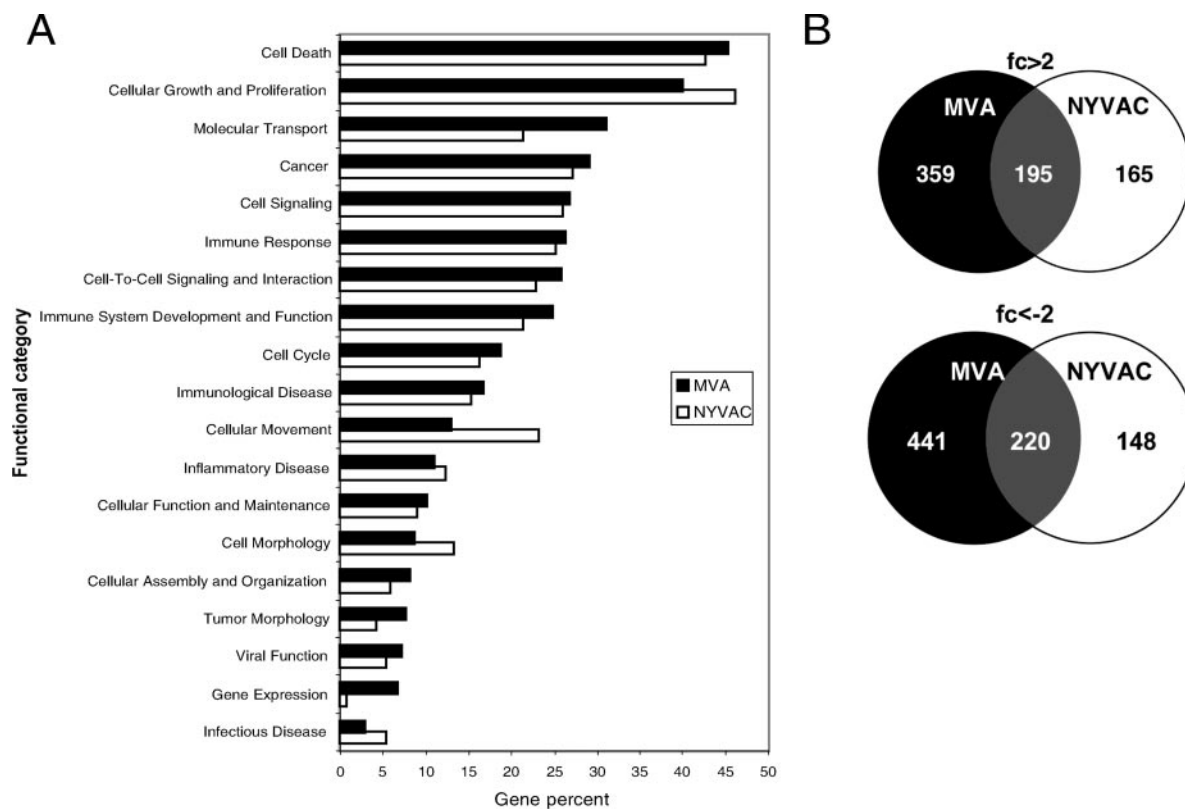 A
Cell Death
Cellular Growth and Proliferation
Molecular Transport
Cancer
Cell Signaling
Immune Response
Cell-To-Cell Signaling and Interaction
Immune System Development and Function
Cell Cycle
Immunological Disease
Cellular Movement
Inflammatory Disease
Cellular Function and Maintenance
Cell Morphology
Cellular Assembly and Organization
Tumor Morphology
Viral Function
Gene Expression
Infectious Disease
Functional category
MVA
NYVAC
0 5 10 15 20 25 30 35 40 45 50
Gene percent
B
fc>2
MVA NYVAC
359 195 165
fc<-2
MVA NYVAC
441 220 148